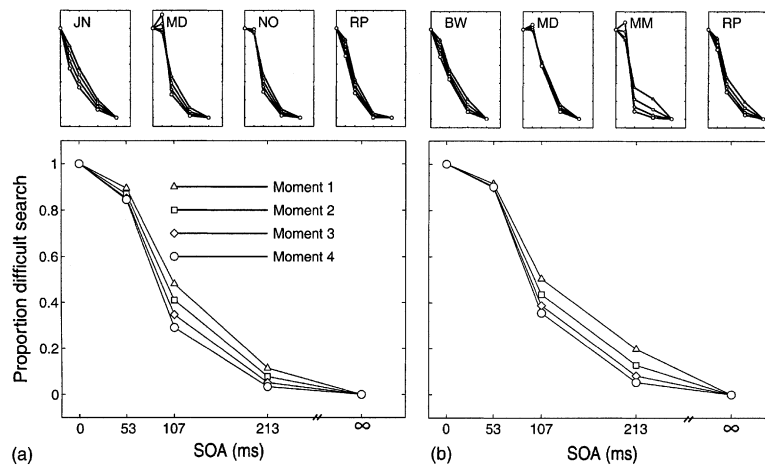 JN MD NO RP BW MD MM RP
1
0.8
0.6
0.4
0.2
0
Proportion difficult search
Moment 1
Moment 2
Moment 3
Moment 4
0 53 107 213 ∞ 0 53 107 213 ∞
(a) SOA (ms) (b) SOA (ms)